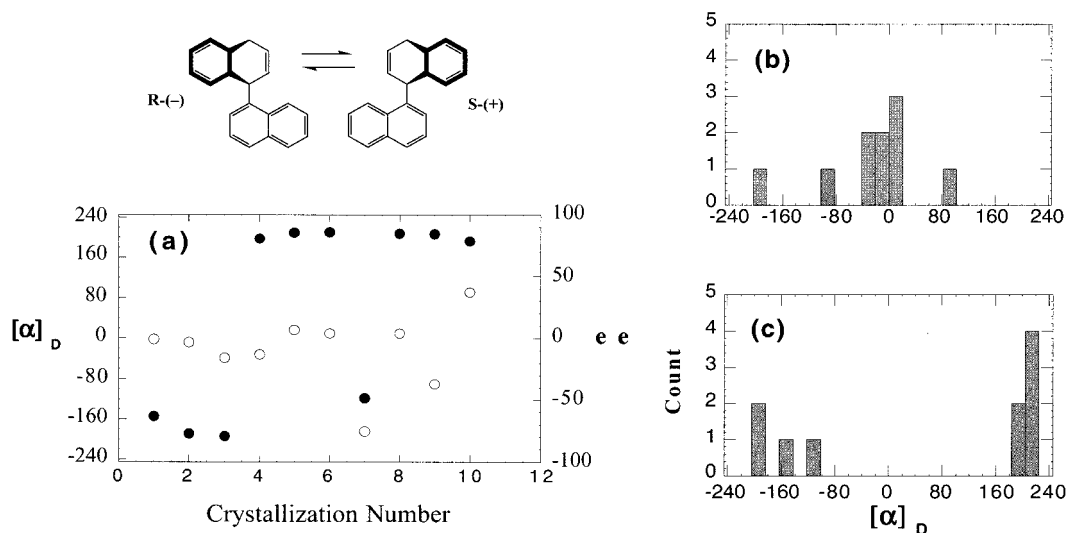 R-(−)
S-(+)
(a)
240
160
80
0
-80
-160
-240
[α] D
100
50
0
-50
-100
e e
0 2 4 6 8 10 12
Crystallization Number
(b)
5
4
3
2
1
0
-240 -160 -80 0 80 160 240
(c)
5
4
3
2
1
0
Count
-240 -160 -80 0 80 160 240
[α] D